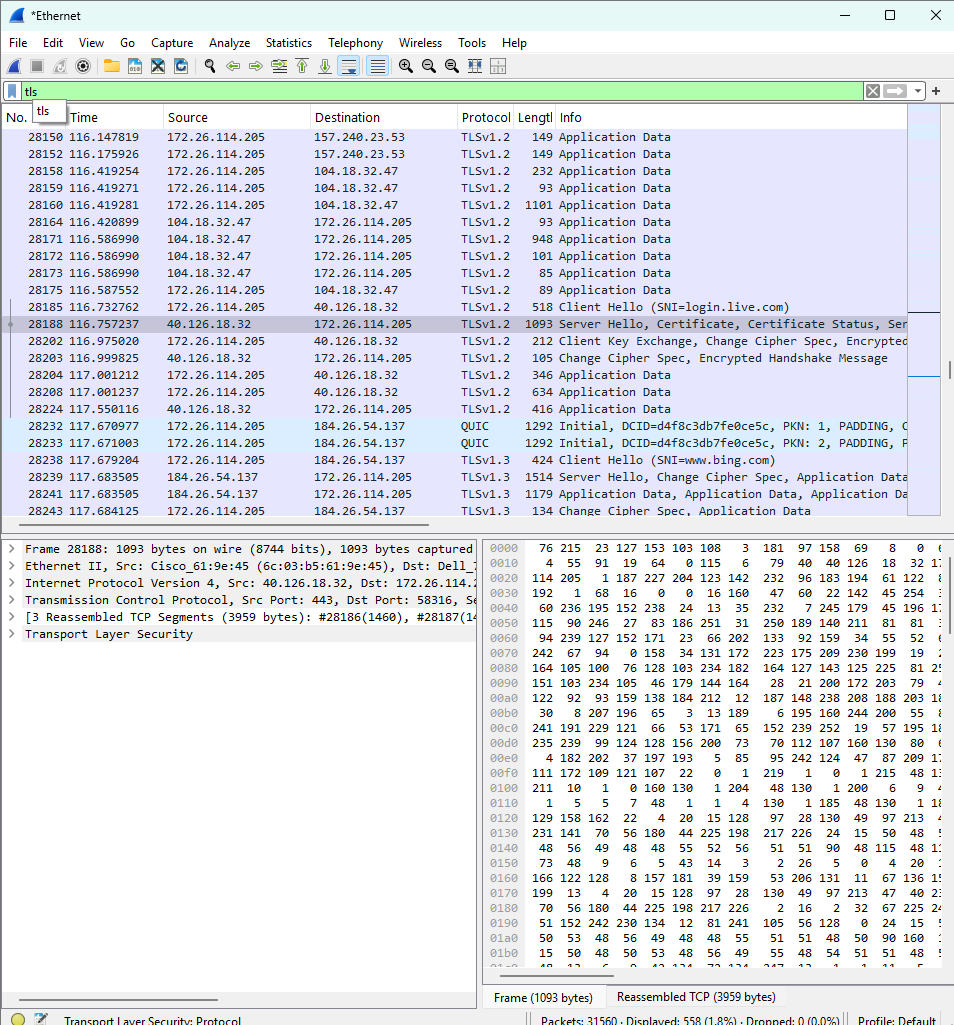 *Ethernet
File Edit View Go Capture Analyze Statistics Telephony Wireless Tools Help
tls
tls
No. Time Source Destination Protocol Lengtl Info
28150 116.147819 172.26.114.205 157.240.23.53 TLSv1.2 149 Application Data
28152 116.175926 172.26.114.205 157.240.23.53 TLSv1.2 149 Application Data
28158 116.419254 172.26.114.205 104.18.32.47 TLSv1.2 232 Application Data
28159 116.419271 172.26.114.205 104.18.32.47 TLSv1.2 93 Application Data
28160 116.419281 172.26.114.205 104.18.32.47 TLSv1.2 1101 Application Data
28164 116.420899 104.18.32.47 172.26.114.205 TLSv1.2 93 Application Data
28171 116.586990 104.18.32.47 172.26.114.205 TLSv1.2 948 Application Data
28172 116.586990 104.18.32.47 172.26.114.205 TLSv1.2 101 Application Data
28173 116.586990 104.18.32.47 172.26.114.205 TLSv1.2 85 Application Data
28175 116.587552 172.26.114.205 104.18.32.47 TLSv1.2 89 Application Data
28185 116.732762 172.26.114.205 40.126.18.32 TLSv1.2 518 Client Hello (SNI=login.live.com)
28188 116.757237 40.126.18.32 172.26.114.205 TLSv1.2 1093 Server Hello, Certificate, Certificate Status, Ser
28202 116.975020 172.26.114.205 40.126.18.32 TLSv1.2 212 Client Key Exchange, Change Cipher Spec, Encrypted
28203 116.999825 40.126.18.32 172.26.114.205 TLSv1.2 105 Change Cipher Spec, Encrypted Handshake Message
28204 117.001212 172.26.114.205 40.126.18.32 TLSv1.2 346 Application Data
28208 117.001237 172.26.114.205 40.126.18.32 TLSv1.2 634 Application Data
28224 117.550116 40.126.18.32 172.26.114.205 TLSv1.2 416 Application Data
28232 117.670977 172.26.114.205 184.26.54.137 QUIC 1292 Initial, DCID=d4f8c3db7fe0ce5c, PKN: 1, PADDING, C
28233 117.671003 172.26.114.205 184.26.54.137 QUIC 1292 Initial, DCID=d4f8c3db7fe0ce5c, PKN: 2, PADDING, P
28238 117.679204 172.26.114.205 184.26.54.137 TLSv1.3 424 Client Hello (SNI=www.bing.com)
28239 117.683505 184.26.54.137 172.26.114.205 TLSv1.3 1514 Server Hello, Change Cipher Spec, Application Data
28241 117.683505 184.26.54.137 172.26.114.205 TLSv1.3 1179 Application Data, Application Data, Application Da
28243 117.684125 172.26.114.205 184.26.54.137 TLSv1.3 134 Change Cipher Spec, Application Data
Frame 28188: 1093 bytes on wire (8744 bits), 1093 bytes captured
Ethernet II, Src: Cisco_61:9e:45 (6c:03:b5:61:9e:45), Dst: Dell_
Internet Protocol Version 4, Src: 40.126.18.32, Dst: 172.26.114.2
Transmission Control Protocol, Src Port: 443, Dst Port: 58316, Se
[3 Reassembled TCP Segments (3959 bytes): #28186(1460), #28187(14
Transport Layer Security
0000 76 215 23 127 153 103 108 3 181 97 158 69 8 0
0010 4 55 91 19 64 0 115 6 79 40 40 126 18 32
0020 114 205 1 187 227 204 123 142 232 96 183 194 61 122
0030 192 1 68 16 0 0 16 160 47 60 22 142 45 254
0040 60 236 195 152 238 24 13 35 232 7 245 179 45 196
0050 115 90 246 27 83 186 251 31 250 189 140 211 81 81
0060 94 239 127 152 171 23 66 202 133 92 159 34 55 52
0070 242 67 94 0 158 34 131 172 223 175 209 230 199 19
0080 164 105 100 76 128 103 234 182 164 127 143 125 225 81
0090 151 103 234 105 46 179 144 164 28 21 200 172 203 79
00a0 122 92 93 159 138 184 212 12 187 148 238 208 188 203
00b0 30 8 207 196 65 3 13 189 6 195 160 244 200 55
00c0 241 191 229 121 66 53 171 65 152 239 252 19 57 195
00d0 235 239 99 124 128 156 200 73 70 112 107 160 130 80
00e0 4 182 202 37 197 193 5 85 95 242 124 47 87 209
00f0 111 172 109 121 107 22 0 1 219 1 0 1 215 48
0100 211 10 1 0 160 130 1 204 48 130 1 200 6 9
0110 1 5 5 7 48 1 1 4 130 1 185 48 130 1
0120 129 158 162 22 4 20 15 128 97 28 130 49 97 213
0130 231 141 70 56 180 44 225 198 217 226 24 15 50 48
0140 48 56 49 48 48 55 52 56 51 51 90 48 115 48
0150 73 48 9 6 5 43 14 3 2 26 5 0 4 20
0160 166 122 128 8 157 181 39 159 53 206 131 11 67 136
0170 199 13 4 20 15 128 97 28 130 49 97 213 47 40
0180 70 56 180 44 225 198 217 226 2 16 2 32 67 225
0190 51 152 242 230 134 12 81 241 105 56 128 0 24 15
01a0 50 53 48 56 49 48 48 55 51 51 48 50 90 160
01b0 15 50 48 50 53 48 56 49 55 48 54 51 51 48
Frame (1093 bytes) Reassembled TCP (3959 bytes)
Transport Layer Security: Protocol Packets: 31560 · Displayed: 558 (1.8%) · Dropped: 0 (0.0%) Profile: Default